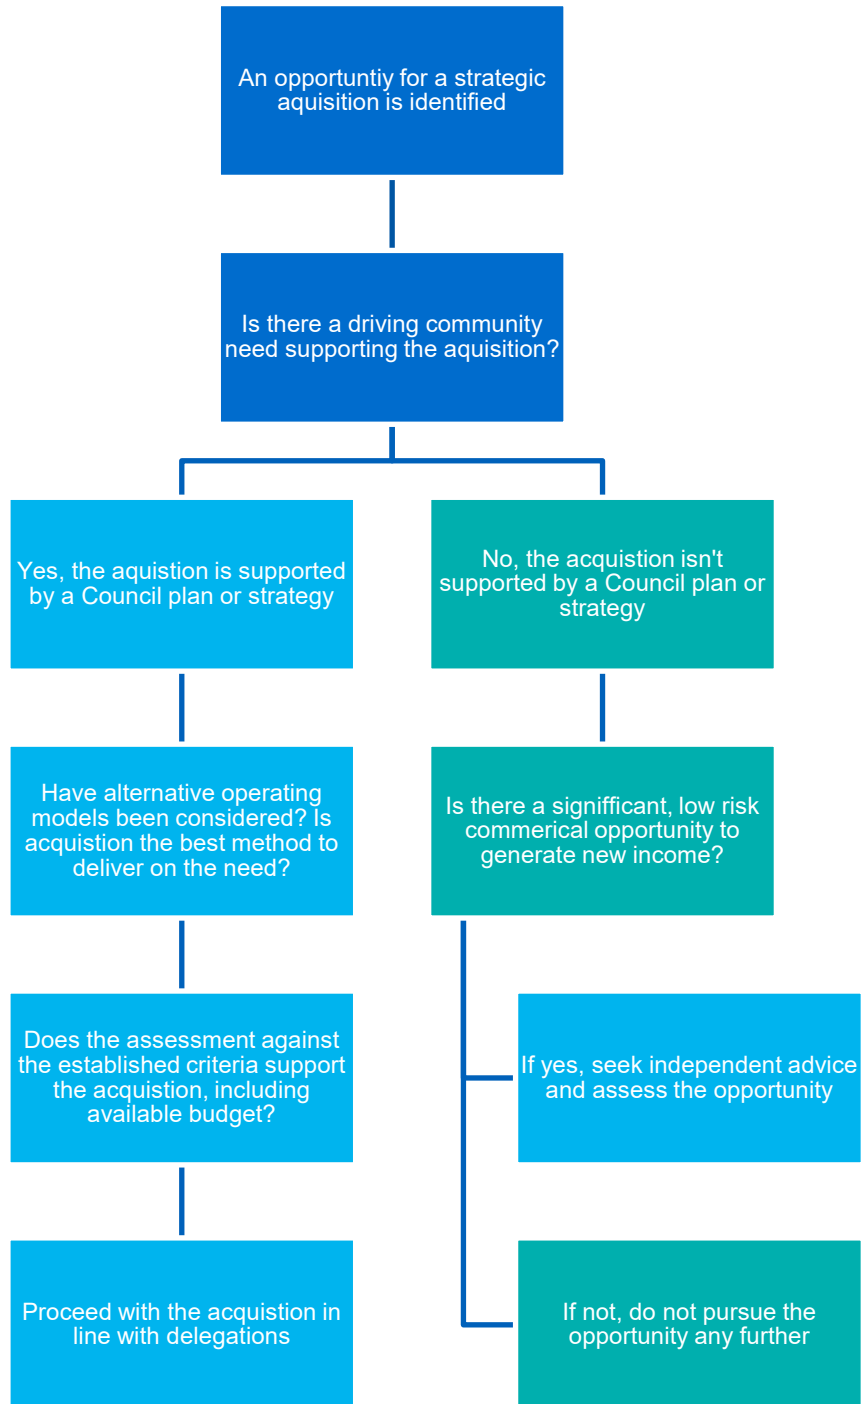 An opportuntiy for a strategic
aquisition is identified
Is there a driving community
need supporting the aquisition?
Yes, the aquistion is supported
by a Council plan or strategy
No, the acquistion isn't
supported by a Council plan or
strategy
Have alternative operating
models been considered? Is
acquistion the best method to
deliver on the need?
Is there a signifficant, low risk
commerical opportunity to
generate new income?
Does the assessment against
the established criteria support
the acquistion, including
available budget?
If yes, seek independent advice
and assess the opportunity
Proceed with the acquistion in
line with delegations
If not, do not pursue the
opportunity any further